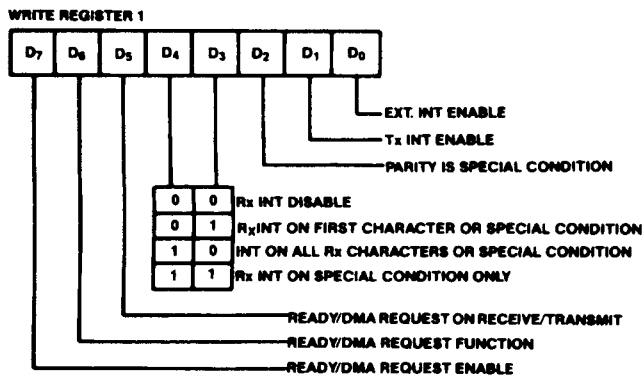 WRITE REGISTER 1
D7 D6 D5 D4 D3 D2 D1 D0
EXT. INT ENABLE
Tx INT ENABLE
PARITY IS SPECIAL CONDITION
0 0 Rx INT DISABLE
0 1 RxINT ON FIRST CHARACTER OR SPECIAL CONDITION
1 0 INT ON ALL Rx CHARACTERS OR SPECIAL CONDITION
1 1 Rx INT ON SPECIAL CONDITION ONLY
READY/DMA REQUEST ON RECEIVE/TRANSMIT
READY/DMA REQUEST FUNCTION
READY/DMA REQUEST ENABLE